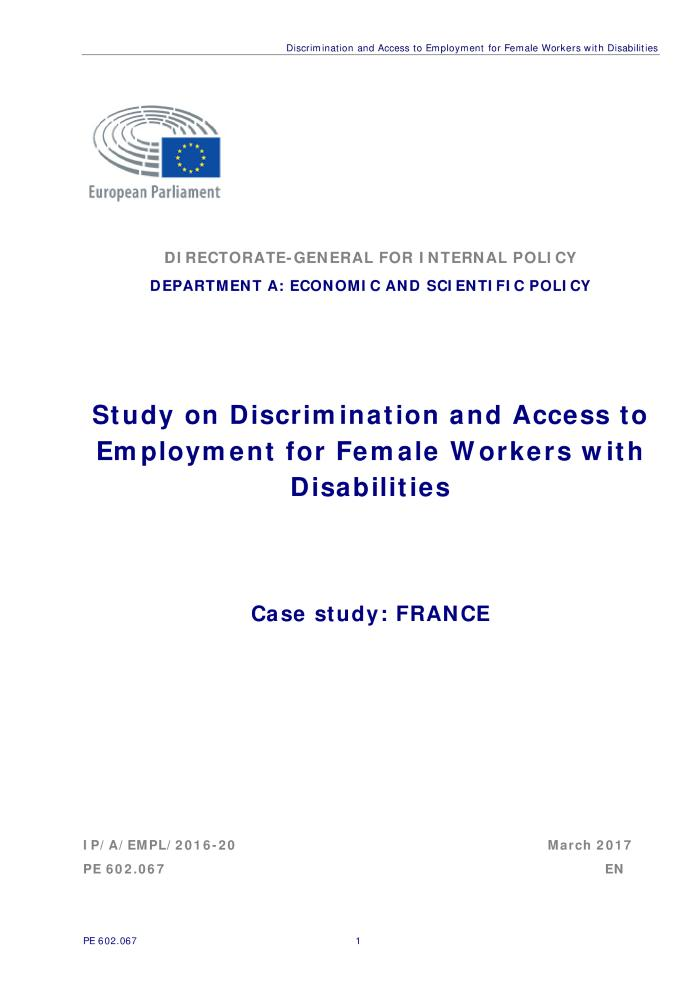 Discrimination and Access to Employment for Female Workers with Disabilities
European Parliament
DIRECTORATE-GENERAL FOR INTERNAL POLICY
DEPARTMENT A: ECONOMIC AND SCIENTIFIC POLICY
Study on Discrimination and Access to
Employment for Female Workers with
Disabilities
Case study: FRANCE
IP/A/EMPL/2016-20 March 2017
PE 602.067 EN
PE 602.067 1